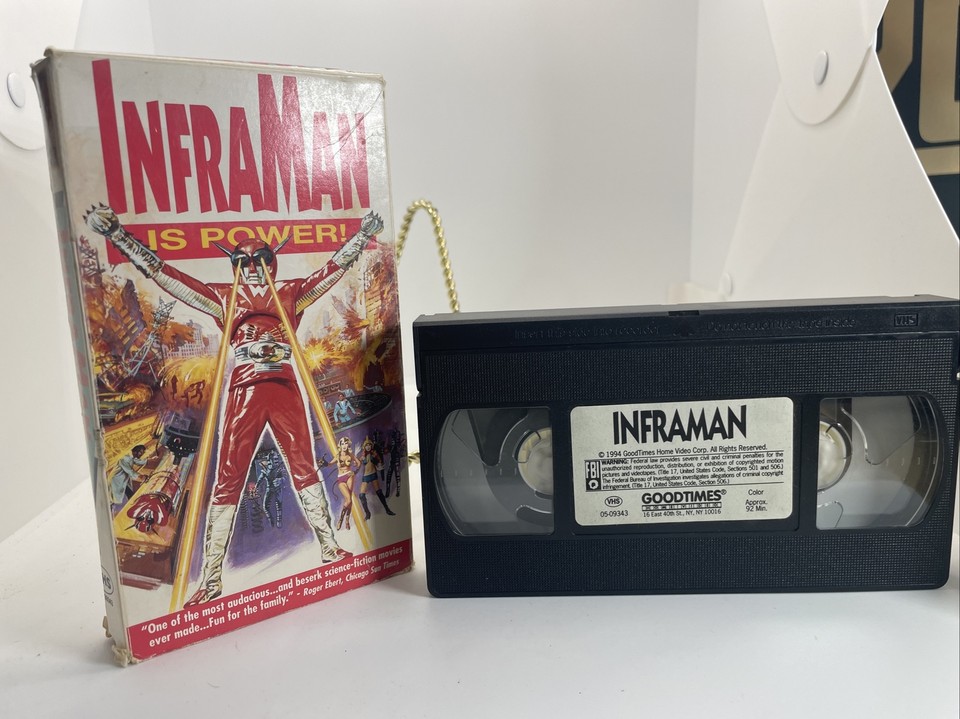 INFRAMAN
IS POWER!
"One of the most audacious...and beserk science-fiction movies
ever made...Fun for the family." - Roger Ebert, Chicago Sun Times
VHS
VHS
INFRAMAN
© 1994 GoodTimes Home Video Corp. All Rights Reserved.
FBI
WARNING: Federal law provides severe civil and criminal penalties for the
unauthorized reproduction, distribution, or exhibition of copyrighted motion
pictures and videotapes. (Title 17, United States Code, Sections 501 and 506.)
The Federal Bureau of Investigation investigates allegations of criminal copyright
infringement. (Title 17, United States Code, Section 506.)
VHS
05-09343
GOODTIMES®
16 East 40th St., NY, NY 10016
Color
Approx.
92 Min.